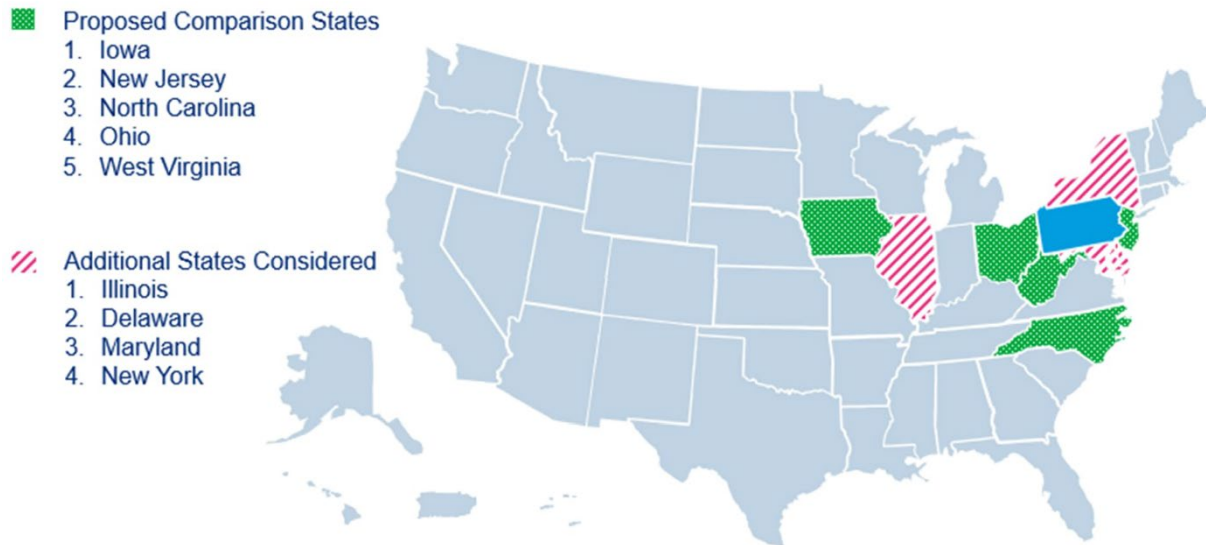 Proposed Comparison States
1. Iowa
2. New Jersey
3. North Carolina
4. Ohio
5. West Virginia
Additional States Considered
1. Illinois
2. Delaware
3. Maryland
4. New York